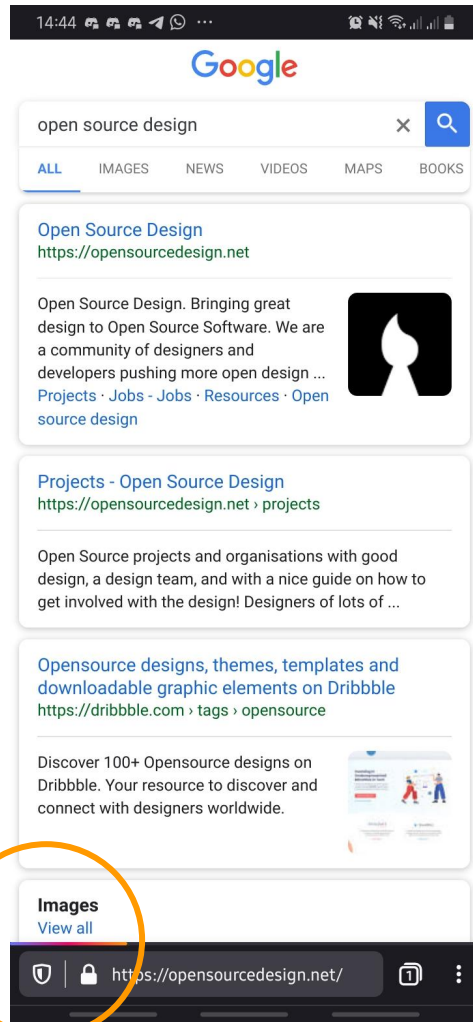 14:44
Google
open source design
ALL IMAGES NEWS VIDEOS MAPS BOOKS
Open Source Design
https://opensourcedesign.net
Open Source Design. Bringing great
design to Open Source Software. We are
a community of designers and
developers pushing more open design ...
Projects · Jobs - Jobs · Resources · Open
source design
Projects - Open Source Design
https://opensourcedesign.net › projects
Open Source projects and organisations with good
design, a design team, and with a nice guide on how to
get involved with the design! Designers of lots of ...
Opensource designs, themes, templates and
downloadable graphic elements on Dribbble
https://dribbble.com › tags › opensource
Discover 100+ Opensource designs on
Dribbble. Your resource to discover and
connect with designers worldwide.
Images
View all
https://opensourcedesign.net/
1